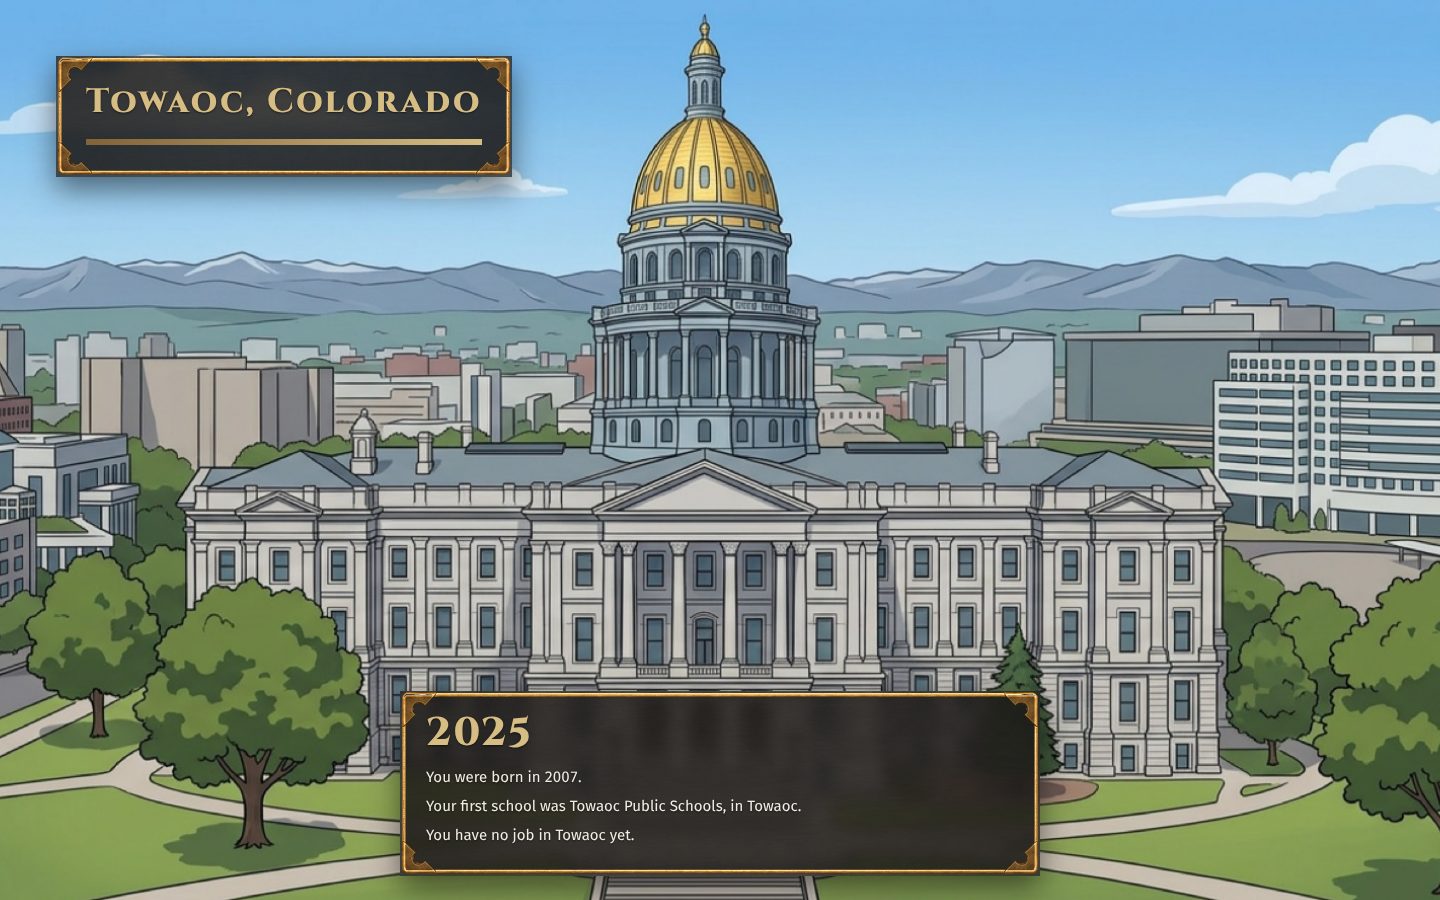 Towaoc, Colorado
2025
You were born in 2007.
Your first school was Towaoc Public Schools, in Towaoc.
You have no job in Towaoc yet.